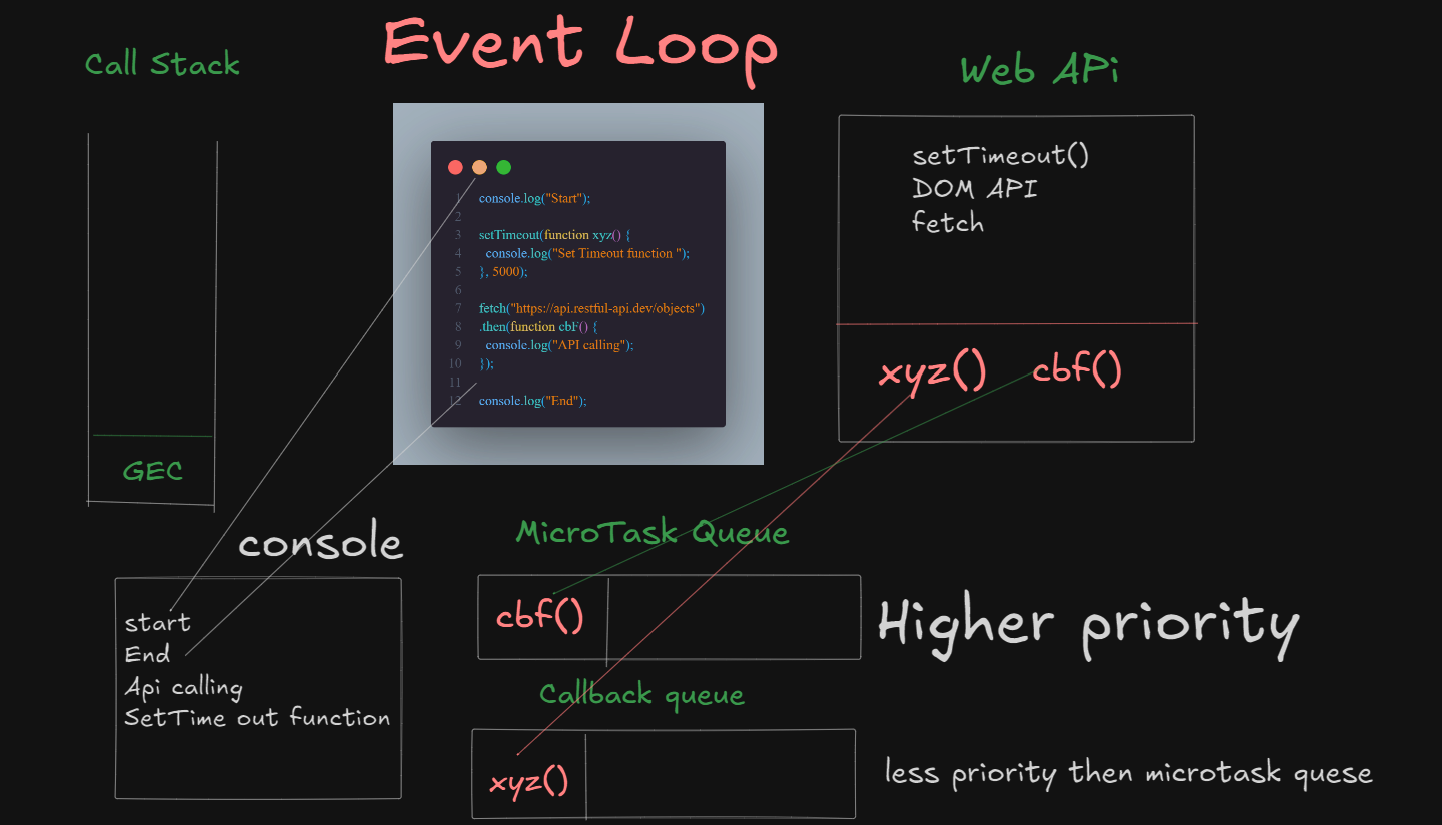 Event Loop
Call Stack
Web APi
1 console.log("Start");
2
3 setTimeout(function xyz() {
4 console.log("Set Timeout function ");
5 }, 5000);
6
7 fetch("https://api.restful-api.dev/objects")
8 .then(function cbf() {
9 console.log("API calling");
10 });
11
12 console.log("End");
setTimeout()
DOM API
fetch
xyz() cbf()
GEC
console
start
End
Api calling
SetTime out function
MicroTask Queue
cbf()
Higher priority
Callback queue
xyz()
less priority then microtask quese